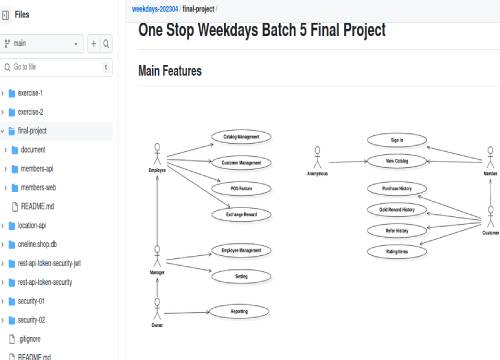 Files
main
Go to file
t
exercise-1
exercise-2
final-project
document
members-api
members-web
README.md
location-api
oneline.shop.db
rest-api-token-security-jwt
rest-api-token-security
security-01
security-02
.gitignore
README.md
weekdays-202304 / final-project /
One Stop Weekdays Batch 5 Final Project
Main Features
Catalog Management
Customer Management
POS Feature
Exchange Reward
Employee
Employee Management
Setting
Manager
Reporting
Owner
Sign In
View Catalog
Anonymous
Member
Purchase History
Gold Reward History
Refer History
Rating Items
Customer